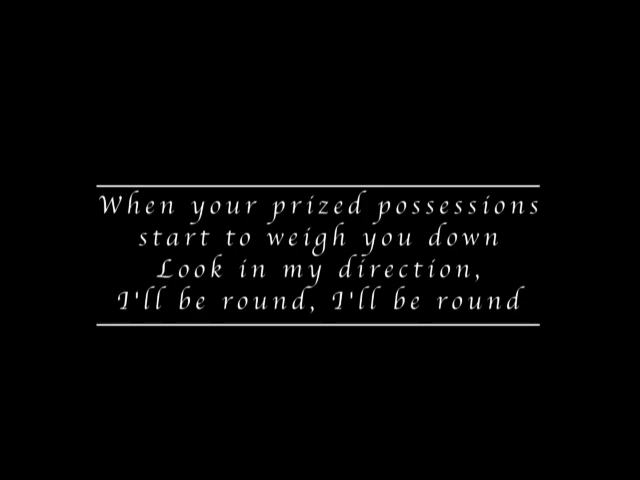 When your prized possessions
start to weigh you down
Look in my direction,
I'll be round, I'll be round